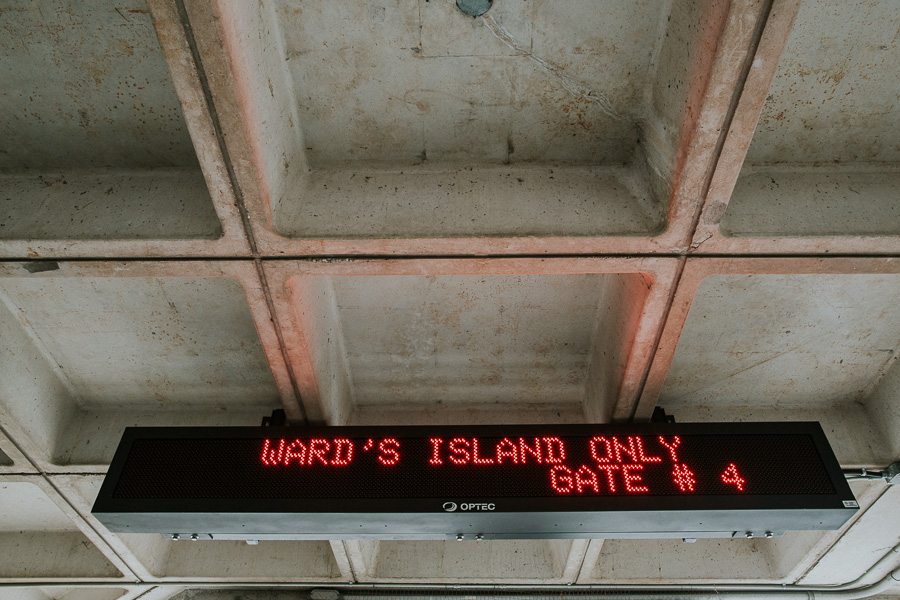 WARD'S ISLAND ONLY
GATE # 4
OPTEC